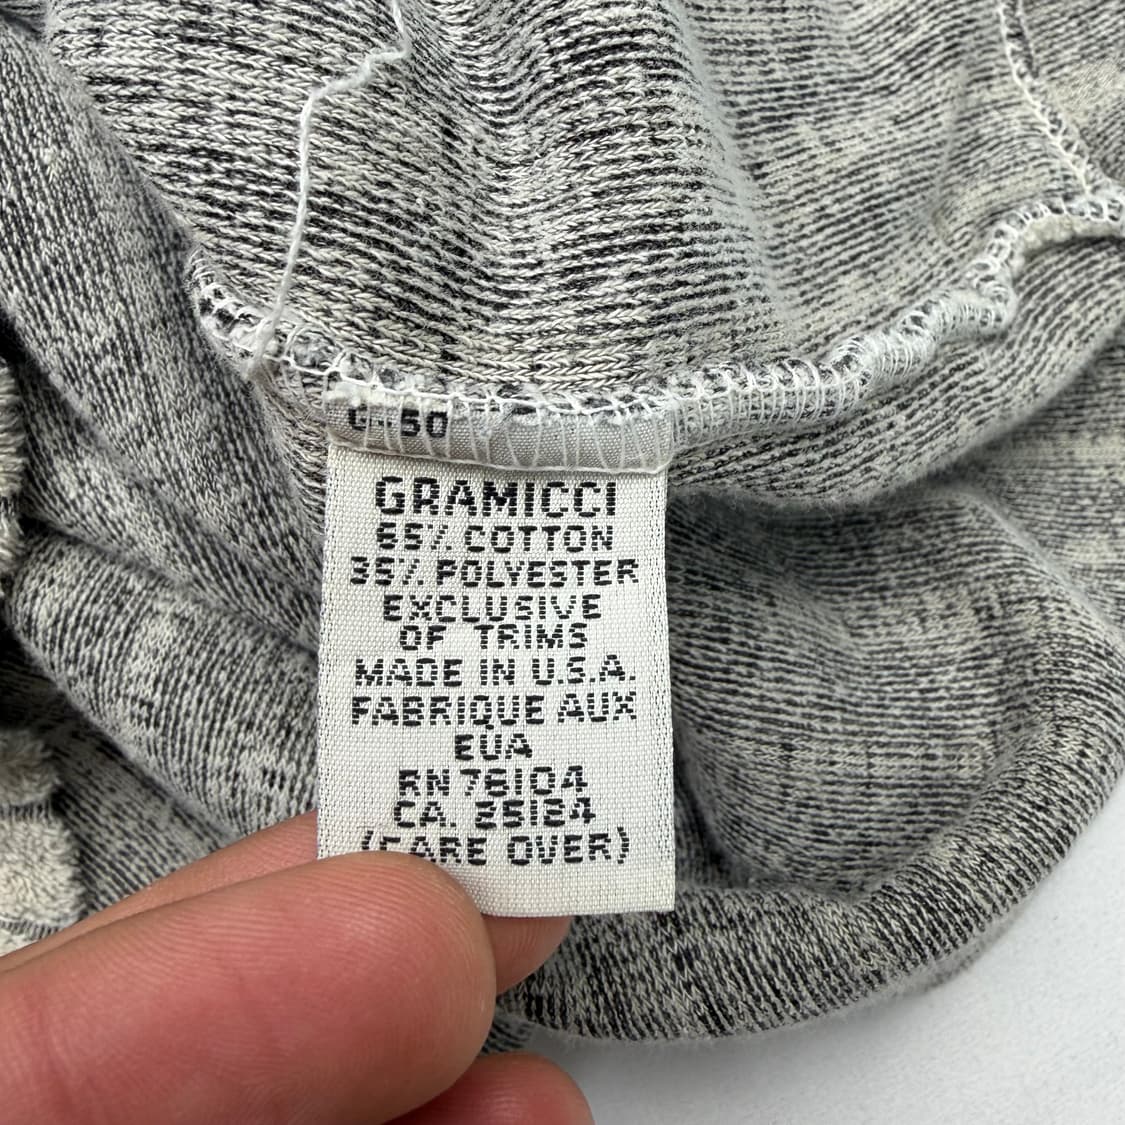 G-50
GRAMICCI
65% COTTON
35% POLYESTER
EXCLUSIVE
OF TRIMS
MADE IN U.S.A.
FABRIQUE AUX
EUA
RN 76104
CA. 25124
(CARE OVER)